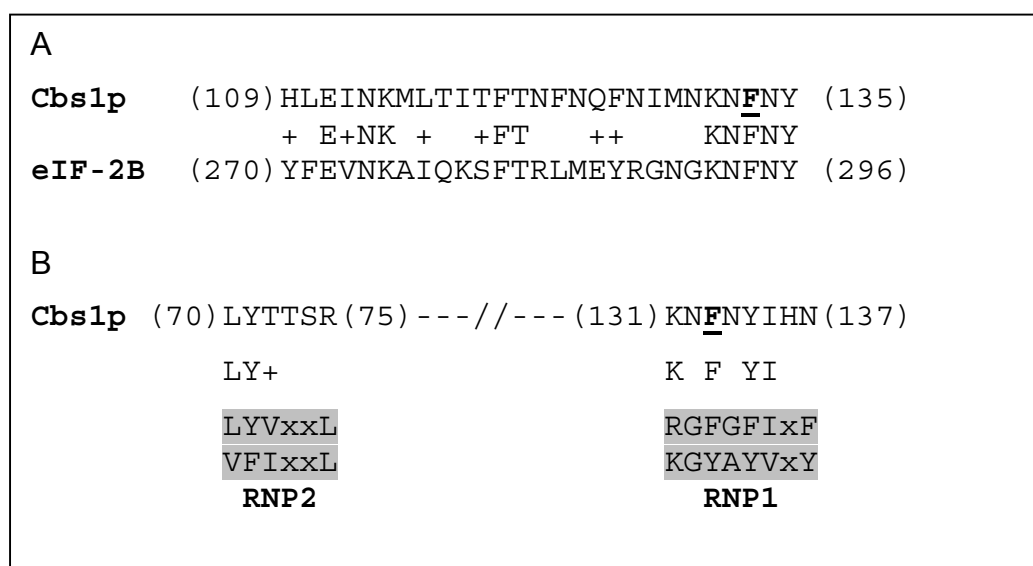 A
Cbs1p (109)HLEINKMLTITFTNFNQFNIMNKNFNY (135)
+ E+NK + +FT ++ KNFNY
eIF-2B (270)YFEVNKAIQKSFTRLMEYRGNGKNFNY (296)
B
Cbs1p (70)LYTTSR(75)---//---(131)KNFNYIHN(137)
LY+ K F YI
LYVxxL RGFGFIxF
VFIxxL KGYAYVxY
RNP2 RNP1